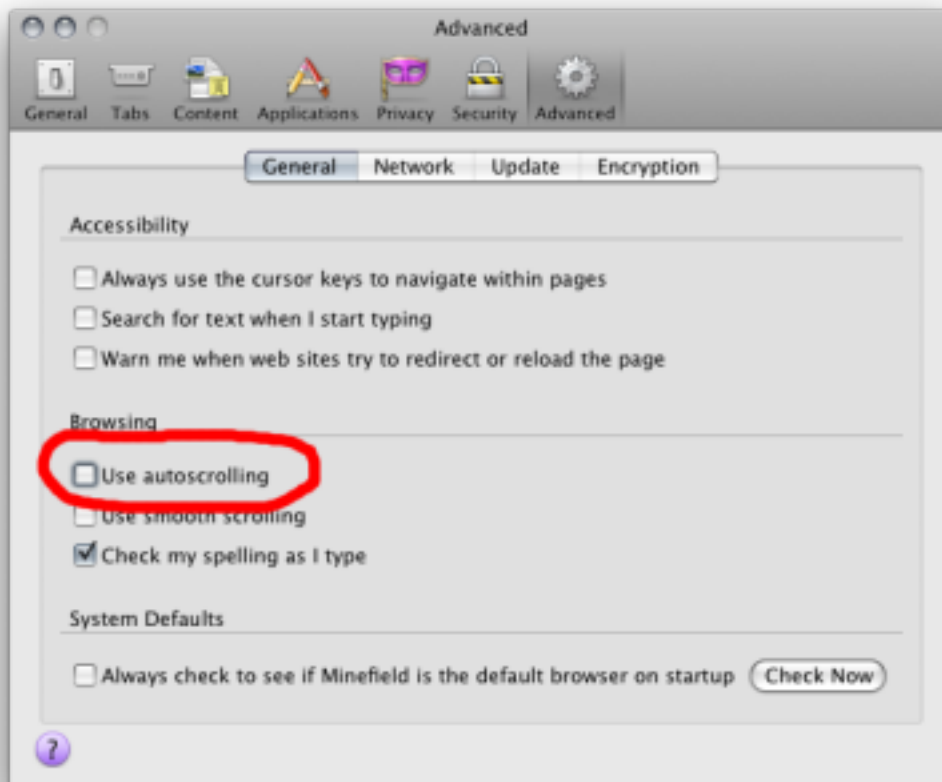 Advanced
General Tabs Content Applications Privacy Security Advanced
General Network Update Encryption
Accessibility
Always use the cursor keys to navigate within pages
Search for text when I start typing
Warn me when web sites try to redirect or reload the page
Browsing
Use autoscrolling
Use smooth scrolling
Check my spelling as I type
System Defaults
Always check to see if Minefield is the default browser on startup Check Now
?